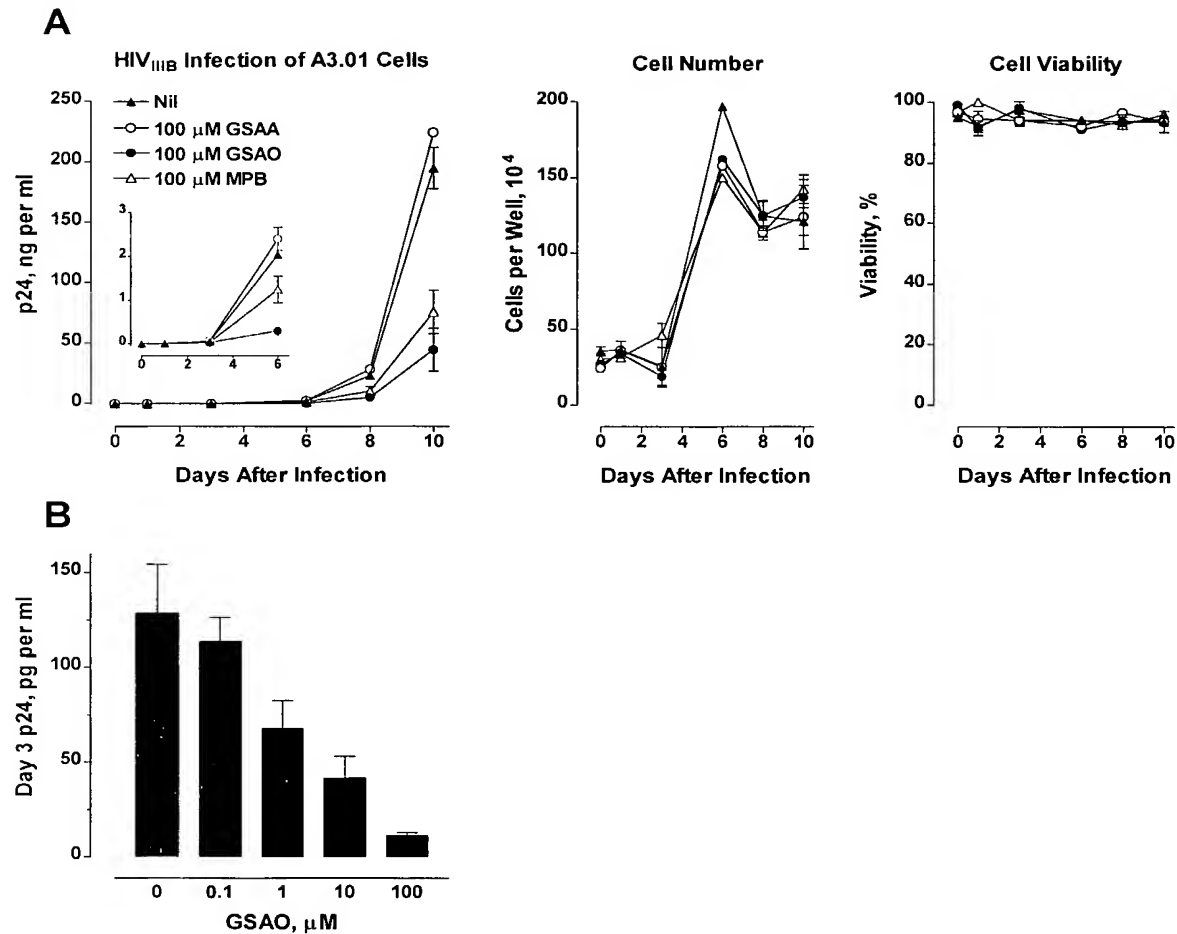 A
HIVIIIB Infection of A3.01 Cells
Nil
100 μM GSAA
100 μM GSAO
100 μM MPB
p24, ng per ml
250
200
150
100
50
0
3
2
1
0
0 2 4 6
0 2 4 6 8 10
Days After Infection
Cell Number
Cells per Well, 10⁴
200
150
100
50
0
0 2 4 6 8 10
Days After Infection
Cell Viability
Viability, %
100
80
60
40
20
0
0 2 4 6 8 10
Days After Infection
B
Day 3 p24, pg per ml
150
100
50
0
0 0.1 1 10 100
GSAO, μM